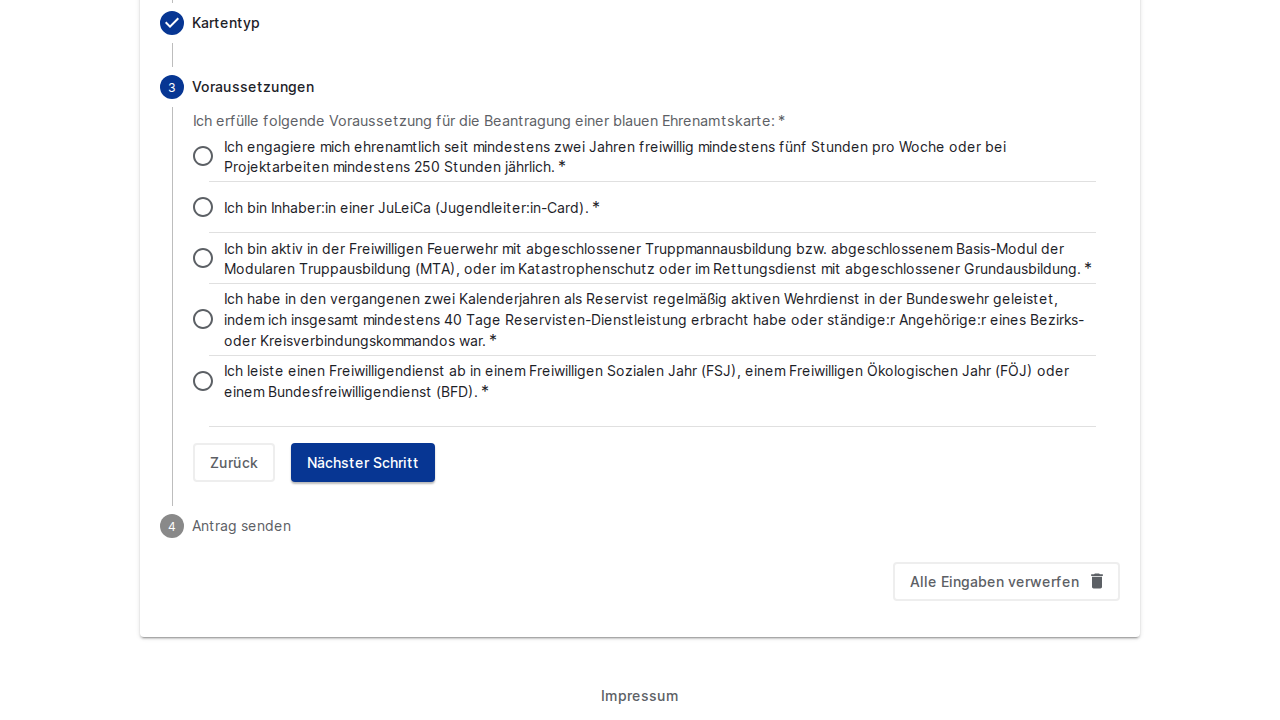 Kartentyp
3 Voraussetzungen
Ich erfülle folgende Voraussetzung für die Beantragung einer blauen Ehrenamtskarte: *
Ich engagiere mich ehrenamtlich seit mindestens zwei Jahren freiwillig mindestens fünf Stunden pro Woche oder bei
Projektarbeiten mindestens 250 Stunden jährlich. *
Ich bin Inhaber:in einer JuLeiCa (Jugendleiter:in-Card). *
Ich bin aktiv in der Freiwilligen Feuerwehr mit abgeschlossener Truppmannausbildung bzw. abgeschlossenem Basis-Modul der
Modularen Truppausbildung (MTA), oder im Katastrophenschutz oder im Rettungsdienst mit abgeschlossener Grundausbildung. *
Ich habe in den vergangenen zwei Kalenderjahren als Reservist regelmäßig aktiven Wehrdienst in der Bundeswehr geleistet,
indem ich insgesamt mindestens 40 Tage Reservisten-Dienstleistung erbracht habe oder ständige:r Angehörige:r eines Bezirks-
oder Kreisverbindungskommandos war. *
Ich leiste einen Freiwilligendienst ab in einem Freiwilligen Sozialen Jahr (FSJ), einem Freiwilligen Ökologischen Jahr (FÖJ) oder
einem Bundesfreiwilligendienst (BFD). *
Zurück Nächster Schritt
4 Antrag senden
Alle Eingaben verwerfen
Impressum